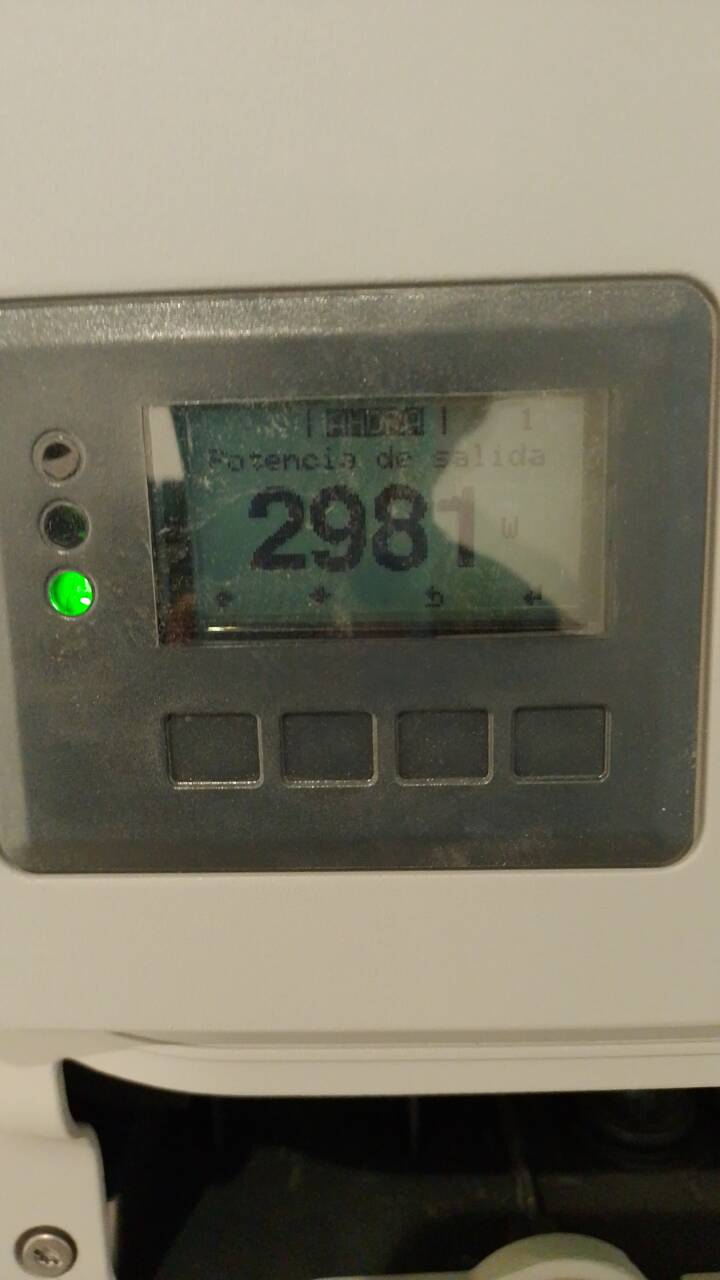 AHORA 1
Potencia de salida
2981 W